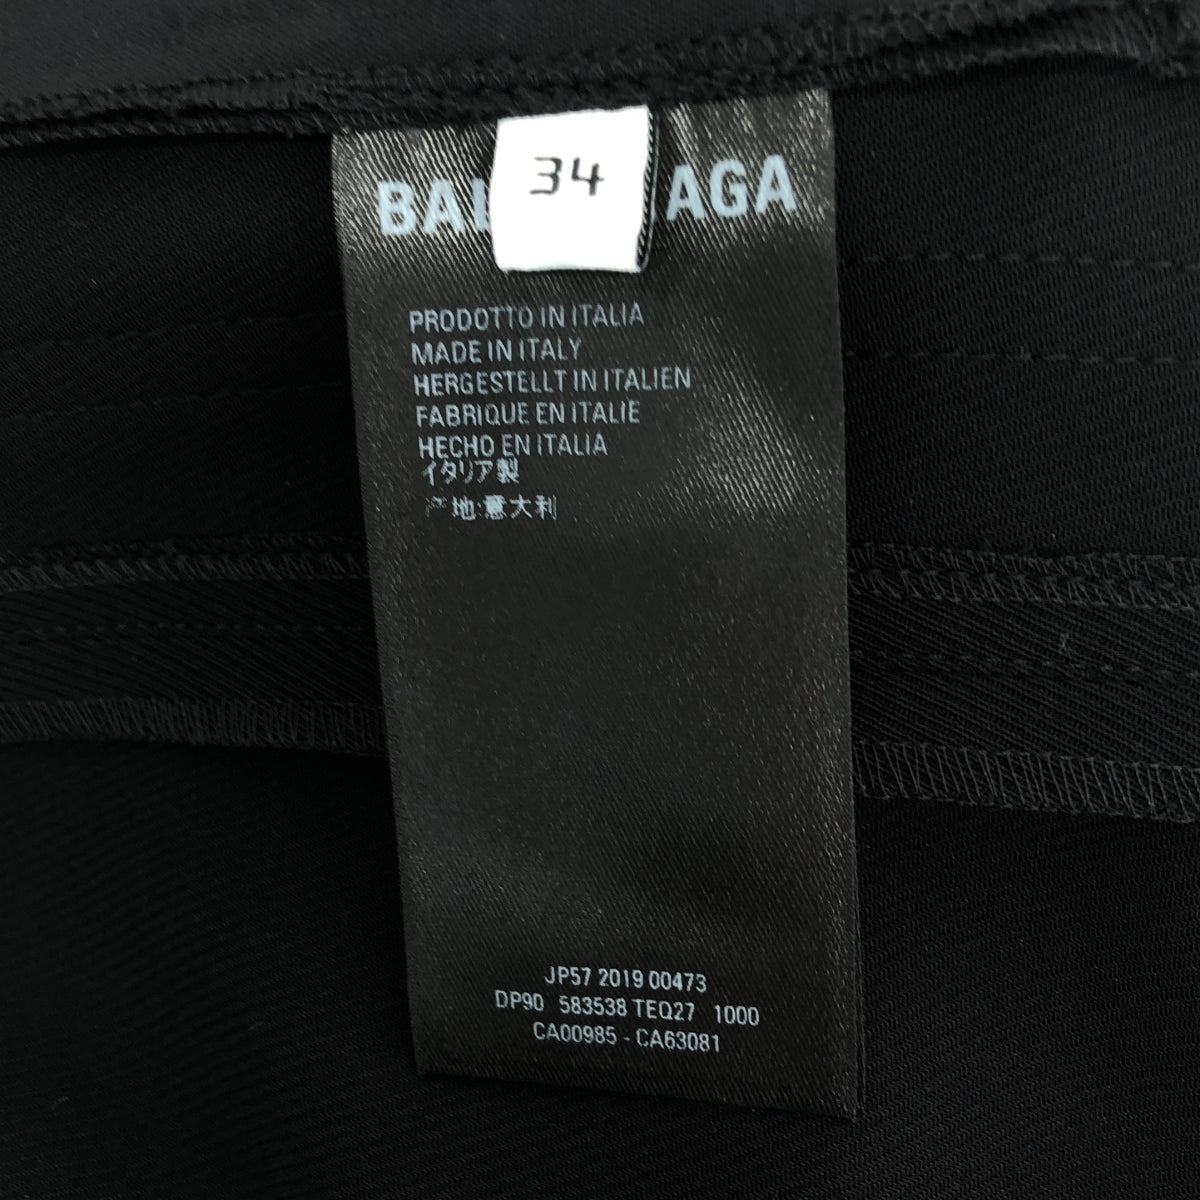 34
BAL AGA
PRODOTTO IN ITALIA
MADE IN ITALY
HERGESTELLT IN ITALIEN
FABRIQUE EN ITALIE
HECHO EN ITALIA
イタリア製
产地:意大利
JP57 2019 00473
DP90 583538 TEQ27 1000
CA00985 - CA63081